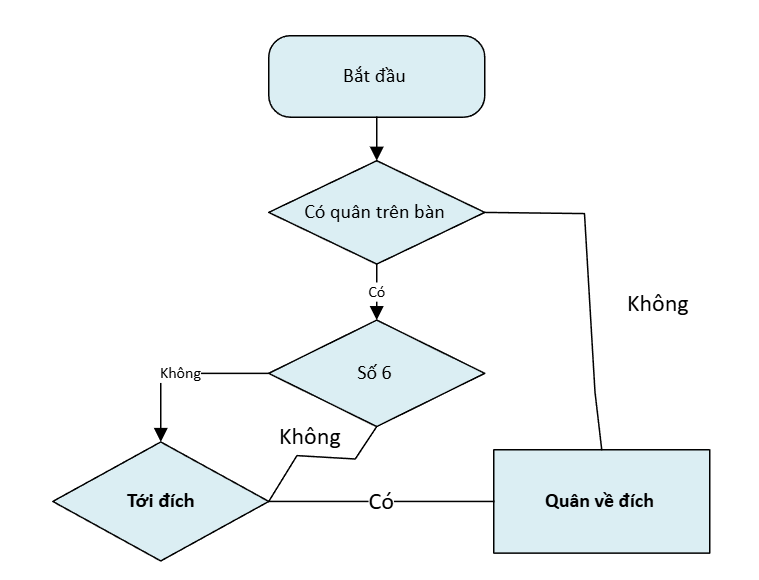 Bắt đầu
Có quân trên bàn
Có
Không
Số 6
Không
Không
Tới đích
Có
Quân về đích